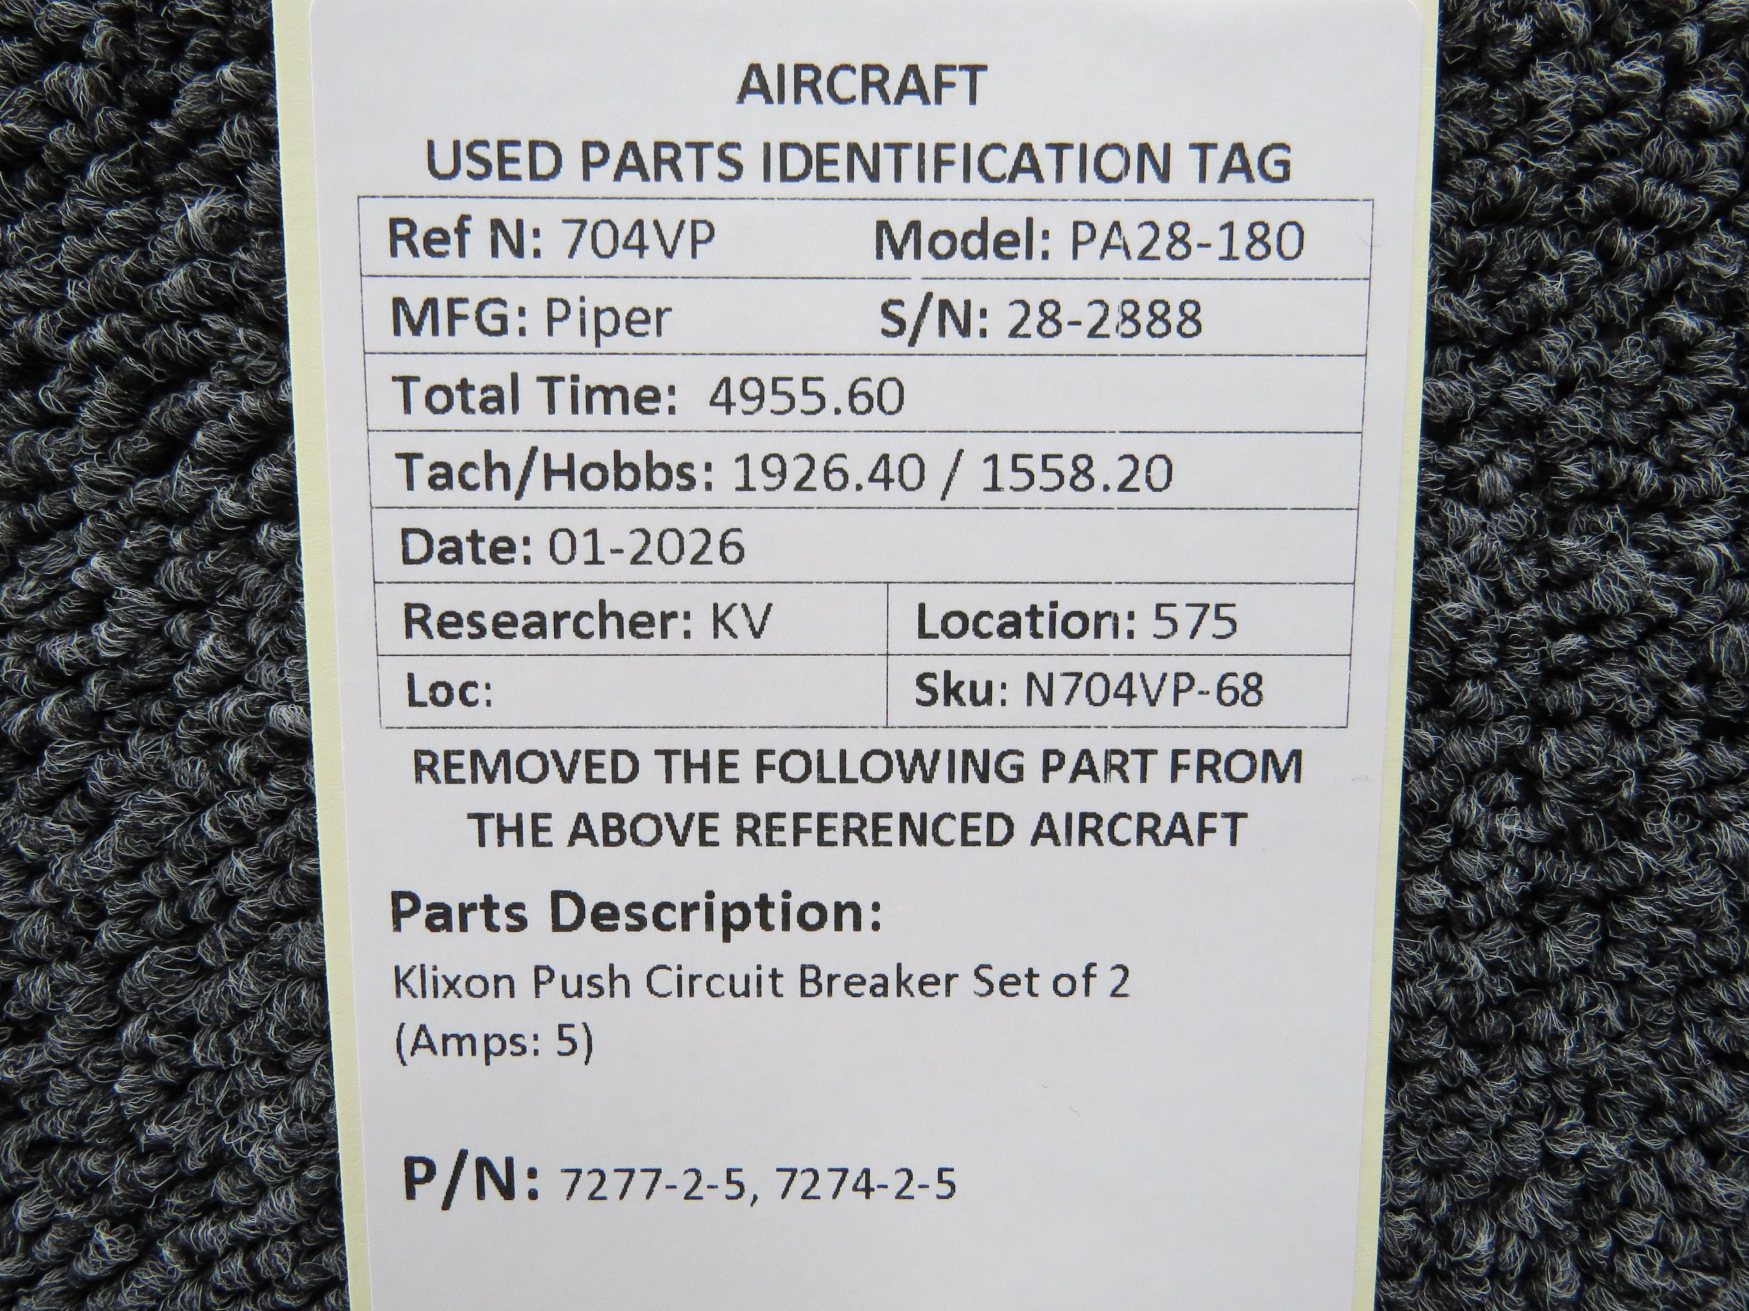 AIRCRAFT
USED PARTS IDENTIFICATION TAG
Ref N: 704VP Model: PA28-180
MFG: Piper S/N: 28-2888
Total Time: 4955.60
Tach/Hobbs: 1926.40 / 1558.20
Date: 01-2026
Researcher: KV Location: 575
Loc: Sku: N704VP-68
REMOVED THE FOLLOWING PART FROM
THE ABOVE REFERENCED AIRCRAFT
Parts Description:
Klixon Push Circuit Breaker Set of 2
(Amps: 5)
P/N: 7277-2-5, 7274-2-5